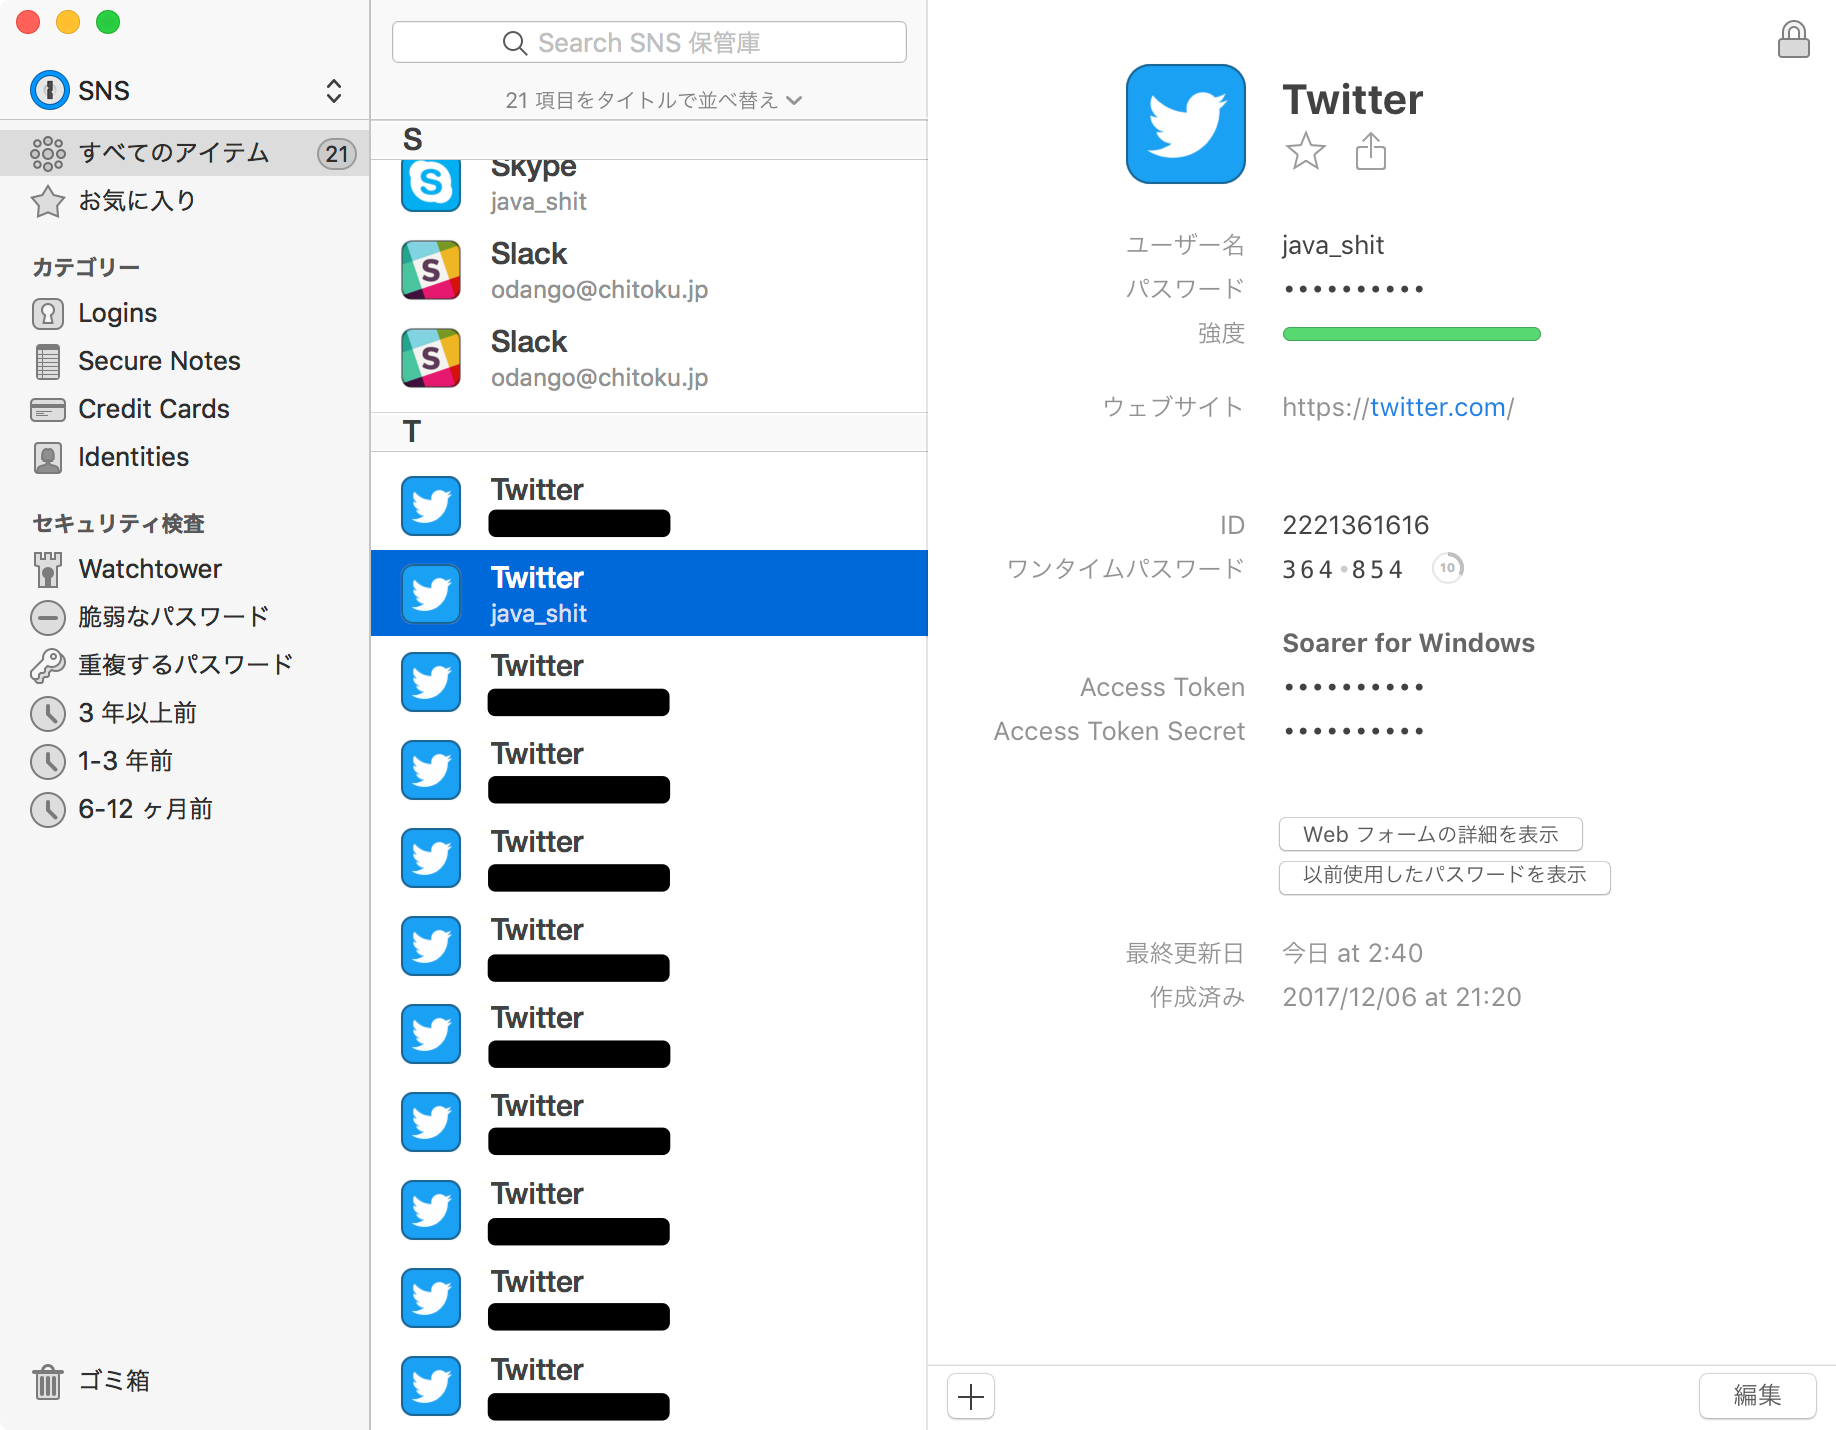 SNS
すべてのアイテム 21
お気に入り
カテゴリー
Logins
Secure Notes
Credit Cards
Identities
セキュリティ検査
Watchtower
脆弱なパスワード
重複するパスワード
3 年以上前
1-3 年前
6-12 ヶ月前
ゴミ箱
Search SNS 保管庫
21 項目をタイトルで並べ替え
S
Skype
java_shit
Slack
odango@chitoku.jp
Slack
odango@chitoku.jp
T
Twitter
Twitter
java_shit
Twitter
Twitter
Twitter
Twitter
Twitter
Twitter
Twitter
Twitter
Twitter
Twitter
ユーザー名 java_shit
パスワード ••••••••••
強度
ウェブサイト https://twitter.com/
ID 2221361616
ワンタイムパスワード 364•854 10
Soarer for Windows
Access Token ••••••••••
Access Token Secret ••••••••••
Web フォームの詳細を表示
以前使用したパスワードを表示
最終更新日 今日 at 2:40
作成済み 2017/12/06 at 21:20
編集